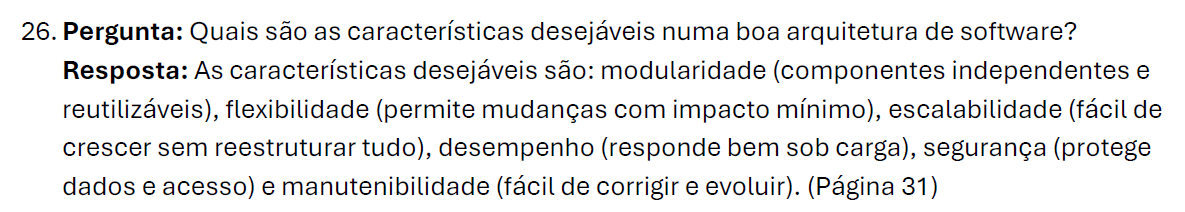 26. Pergunta: Quais são as características desejáveis numa boa arquitetura de software?
Resposta: As características desejáveis são: modularidade (componentes independentes e
reutilizáveis), flexibilidade (permite mudanças com impacto mínimo), escalabilidade (fácil de
crescer sem reestruturar tudo), desempenho (responde bem sob carga), segurança (protege
dados e acesso) e manutenibilidade (fácil de corrigir e evoluir). (Página 31)